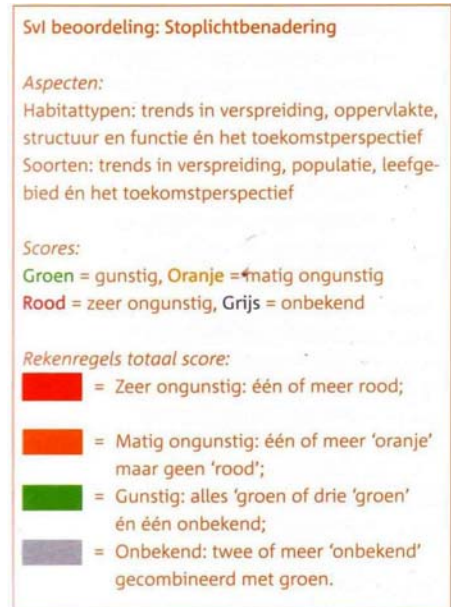 SvI beoordeling: Stoplichtbenadering
Aspecten:
Habitattypen: trends in verspreiding, oppervlakte,
structuur en functie én het toekomstperspectief
Soorten: trends in verspreiding, populatie, leefge-
bied én het toekomstperspectief
Scores:
Groen = gunstig, Oranje = matig ongunstig
Rood = zeer ongunstig, Grijs = onbekend
Rekenregels totaal score:
= Zeer ongunstig: één of meer rood;
= Matig ongunstig: één of meer 'oranje'
maar geen 'rood';
= Gunstig: alles 'groen of drie 'groen'
én één onbekend;
= Onbekend: twee of meer 'onbekend'
gecombineerd met groen.